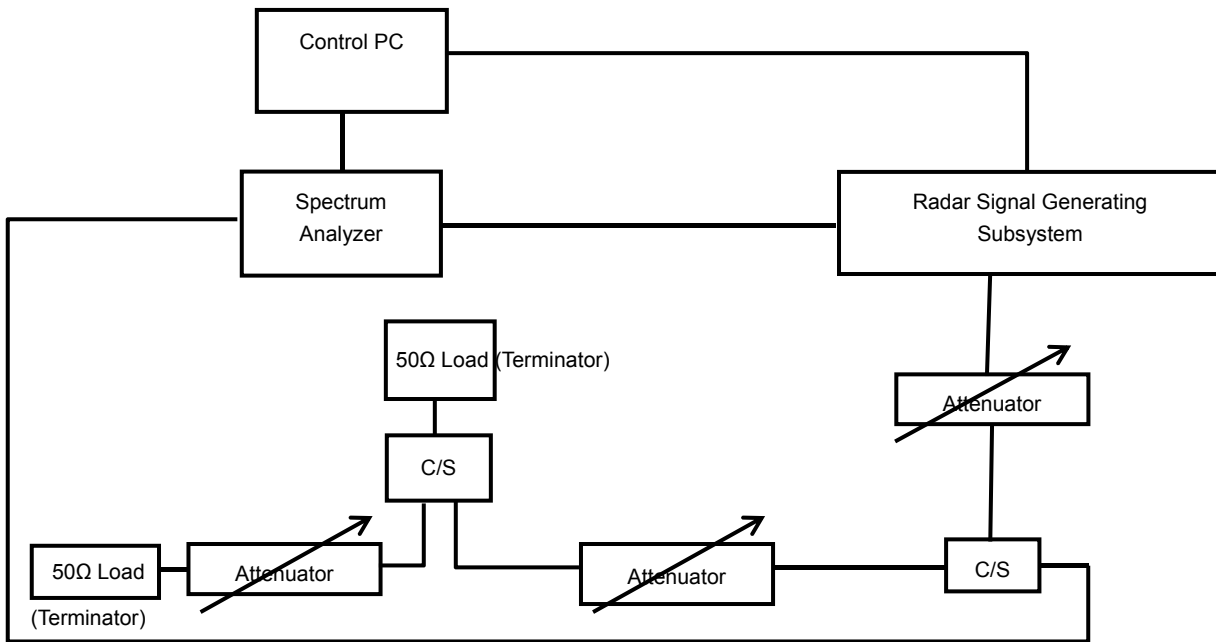 Control PC
Spectrum
Analyzer
Radar Signal Generating
Subsystem
50Ω Load (Terminator)
Attenuator
C/S
50Ω Load
(Terminator)
Attenuator
Attenuator
C/S